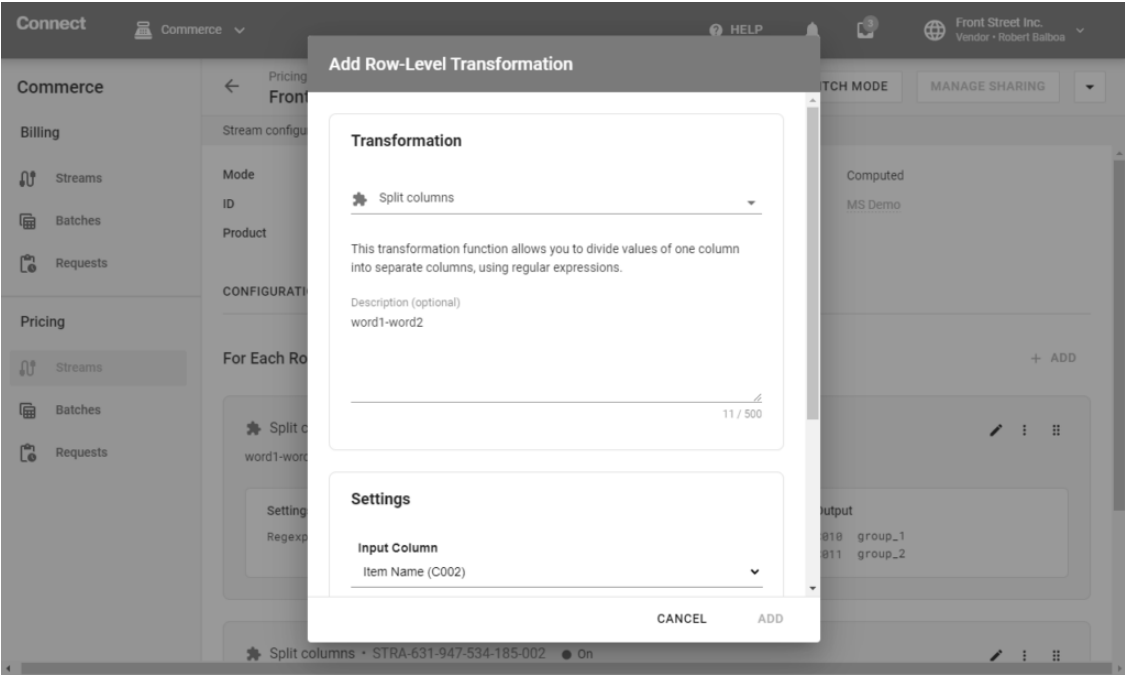 Connect
Commerce
HELP
3
Front Street Inc.
Vendor • Robert Balboa
Commerce
Billing
Streams
Batches
Requests
Pricing
Streams
Batches
Requests
Pricing
Front
TCH MODE
MANAGE SHARING
Stream configu
Mode
ID
Product
Computed
MS Demo
CONFIGURATI
For Each Ro
+ ADD
Split c
word1-word
Setting
Regexp
Output
C010 group_1
C011 group_2
Split columns • STRA-631-947-534-185-002 ● On
Add Row-Level Transformation
Transformation
Split columns
This transformation function allows you to divide values of one column
into separate columns, using regular expressions.
Description (optional)
word1-word2
11 / 500
Settings
Input Column
Item Name (C002)
CANCEL
ADD